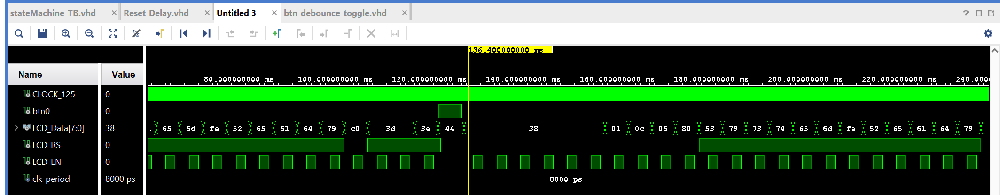 stateMachine_TB.vhd × Reset_Delay.vhd × Untitled 3 × btn_debounce_toggle.vhd ×
136.400000000 ms
Name Value
80.000000000 ms 100.000000000 ms 120.000000000 ms 140.000000000 ms 160.000000000 ms 180.000000000 ms 200.000000000 ms 220.000000000 ms 240.000
CLOCK_125 0
btn0 0
LCD_Data[7:0] 38 . 65 6d fe 52 65 61 64 79 c0 3d 3e 44 38 01 0c 06 80 53 79 73 74 65 6d fe 52 65 61 64 79
LCD_RS 0
LCD_EN 0
clk_period 8000 ps 8000 ps